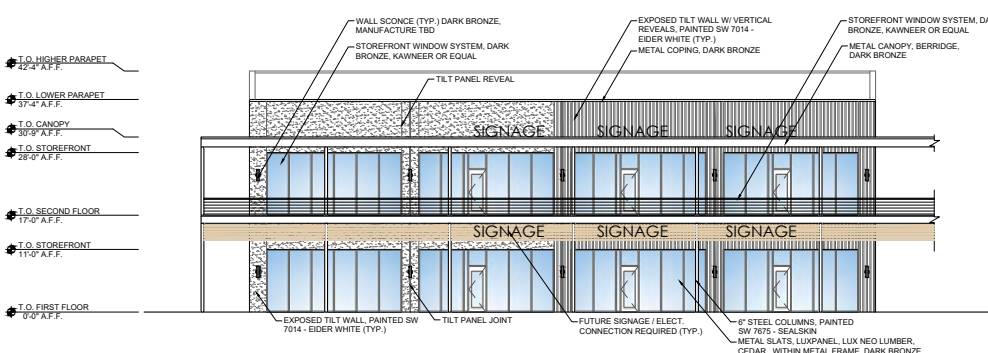 WALL SCONCE (TYP.) DARK BRONZE,
MANUFACTURE TBD
STOREFRONT WINDOW SYSTEM, DARK
BRONZE, KAWNEER OR EQUAL
TILT PANEL REVEAL
EXPOSED TILT WALL W/ VERTICAL
REVEALS, PAINTED SW 7014 -
EIDER WHITE (TYP.)
METAL COPING, DARK BRONZE
STOREFRONT WINDOW SYSTEM, DA
BRONZE, KAWNEER OR EQUAL
METAL CANOPY, BERRIDGE,
DARK BRONZE
T.O. HIGHER PARAPET
42'-4" A.F.F.
T.O. LOWER PARAPET
37'-4" A.F.F.
T.O. CANOPY
30'-9" A.F.F.
T.O. STOREFRONT
28'-0" A.F.F.
T.O. SECOND FLOOR
17'-0" A.F.F.
T.O. STOREFRONT
11'-0" A.F.F.
T.O. FIRST FLOOR
0'-0" A.F.F.
SIGNAGE SIGNAGE SIGNAGE
SIGNAGE SIGNAGE SIGNAGE
EXPOSED TILT WALL, PAINTED SW
7014 - EIDER WHITE (TYP.)
TILT PANEL JOINT
FUTURE SIGNAGE / ELECT.
CONNECTION REQUIRED (TYP.)
6" STEEL COLUMNS, PAINTED
SW 7675 - SEALSKIN
METAL SLATS, LUXPANEL, LUX NEO LUMBER,
CEDAR, WITHIN METAL FRAME, DARK BRONZE